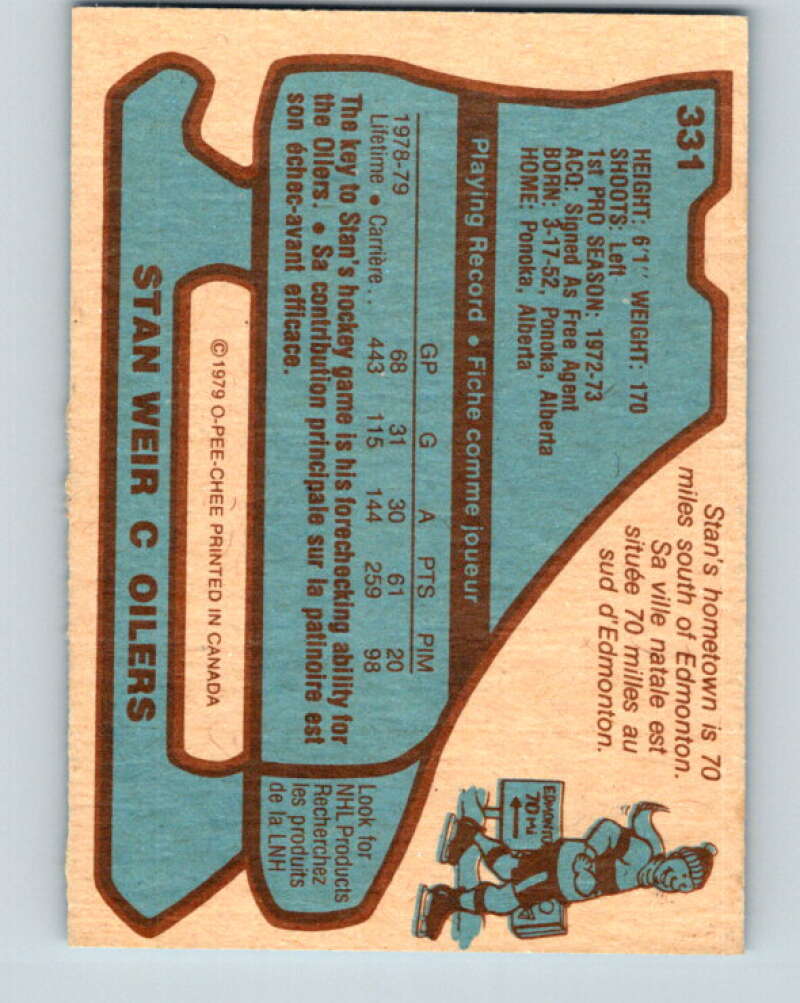 331
HEIGHT: 6'1" WEIGHT: 170
SHOOTS: Left
1st PRO SEASON: 1972-73
ACQ: Signed As Free Agent
BORN: 3-17-52, Ponoka, Alberta
HOME: Ponoka, Alberta
Stan's hometown is 70
miles south of Edmonton.
Sa ville natale est
située 70 milles au
sud d'Edmonton.
Playing Record • Fiche comme joueur
GP G A PTS PIM
1978-79 68 31 30 61 20
Lifetime • Carrière . . 443 115 144 259 98
The key to Stan's hockey game is his forechecking ability for
the Oilers. • Sa contribution principale sur la patinoire est
son échec-avant efficace.
EDMONTO
70 Mi
Look for
NHL Products
Recherchez
les produits
de la LNH
©1979 O-PEE-CHEE PRINTED IN CANADA
STAN WEIR C OILERS